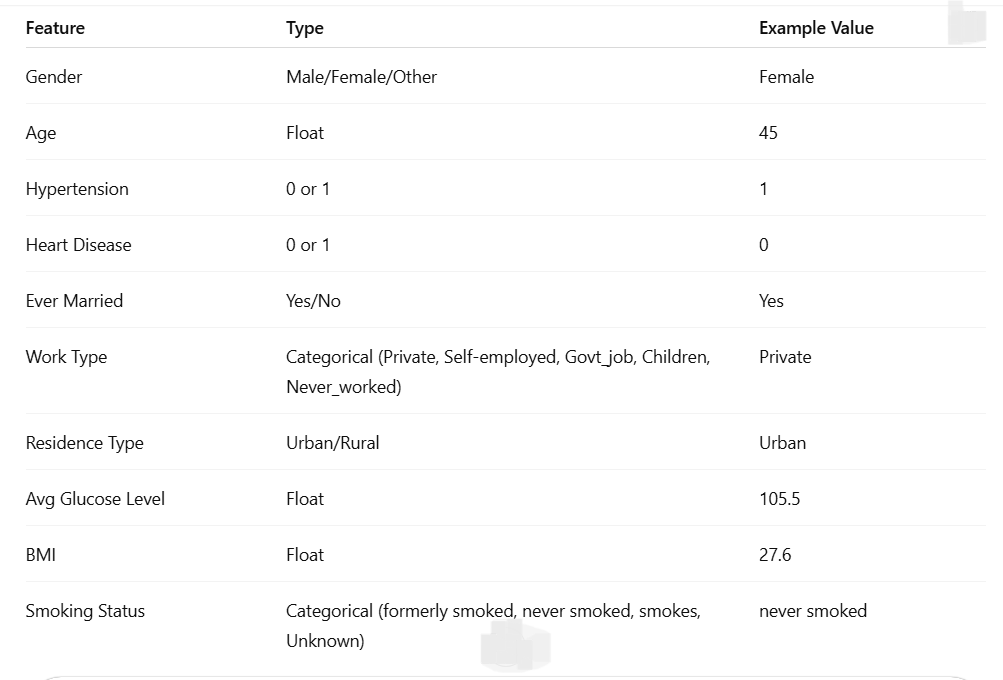 Feature Type Example Value
Gender Male/Female/Other Female
Age Float 45
Hypertension 0 or 1 1
Heart Disease 0 or 1 0
Ever Married Yes/No Yes
Work Type Categorical (Private, Self-employed, Govt_job, Children, Private
Never_worked)
Residence Type Urban/Rural Urban
Avg Glucose Level Float 105.5
BMI Float 27.6
Smoking Status Categorical (formerly smoked, never smoked, smokes, never smoked
Unknown)